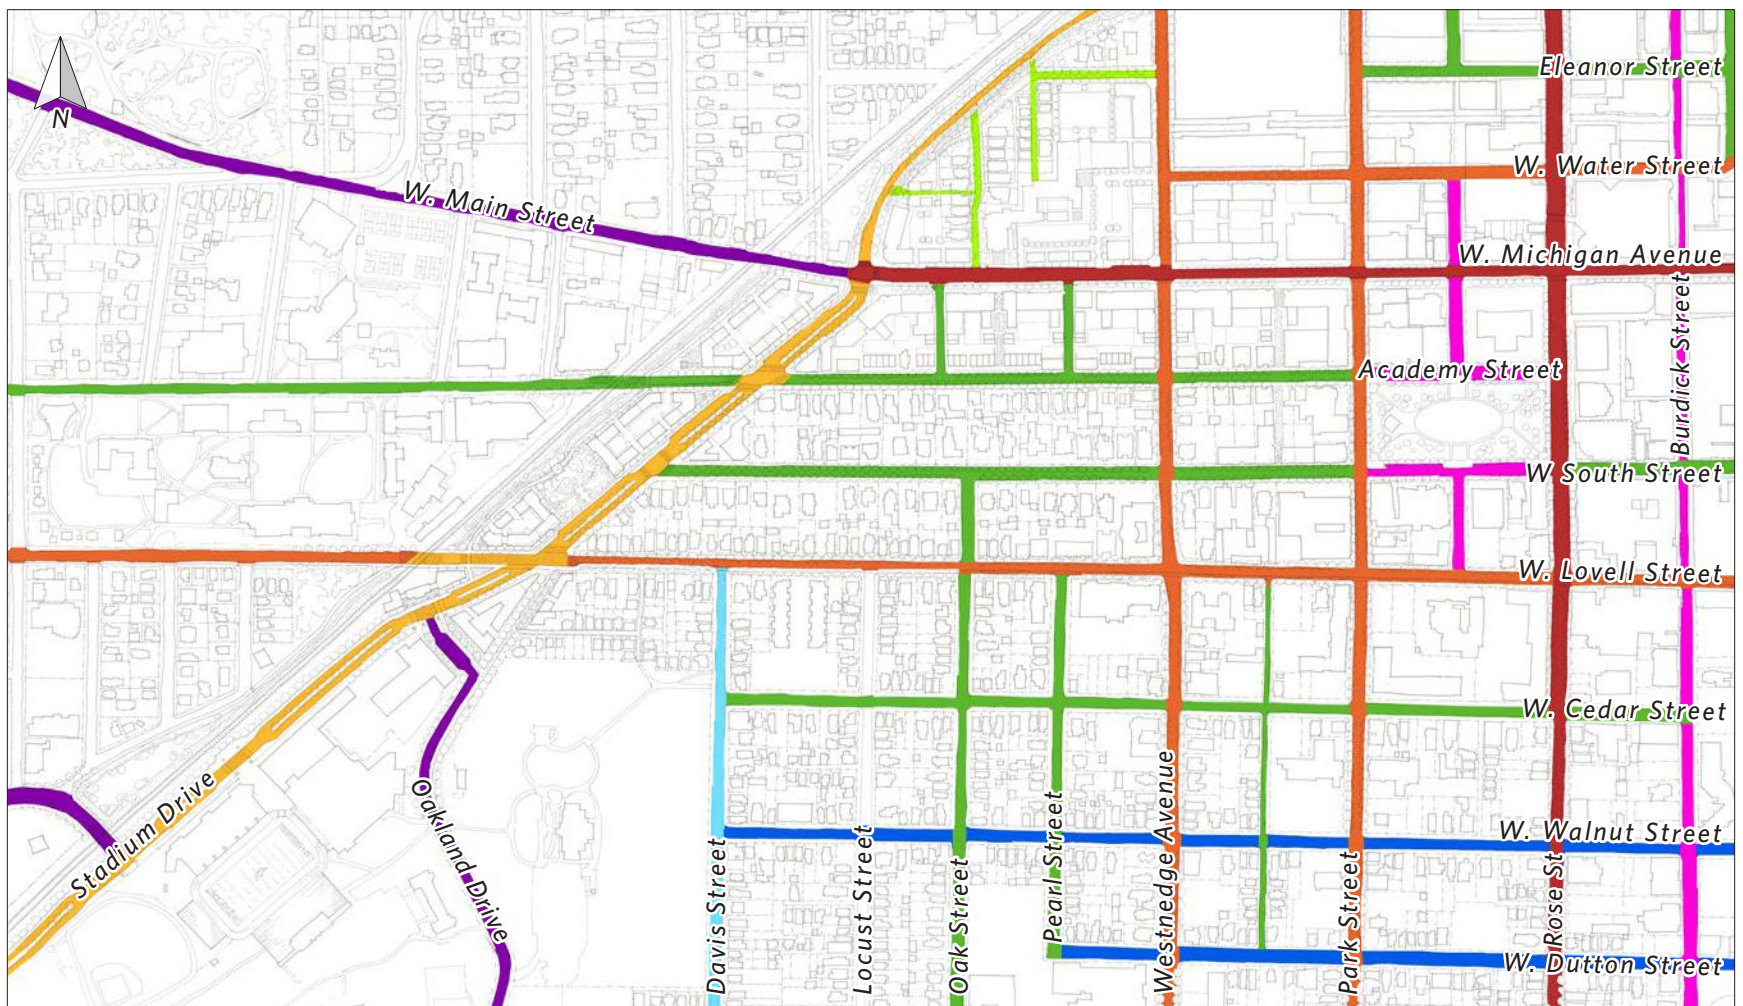 N
Eleanor Street
W. Water Street
W. Main Street
W. Michigan Avenue
Burdick Street
Academy Street
W South Street
W. Lovell Street
W. Cedar Street
Stadium Drive
Oakland Drive
W. Walnut Street
Davis Street
Locust Street
Oak Street
Pearl Street
Westnedge Avenue
Park Street
Rose St
W. Dutton Street